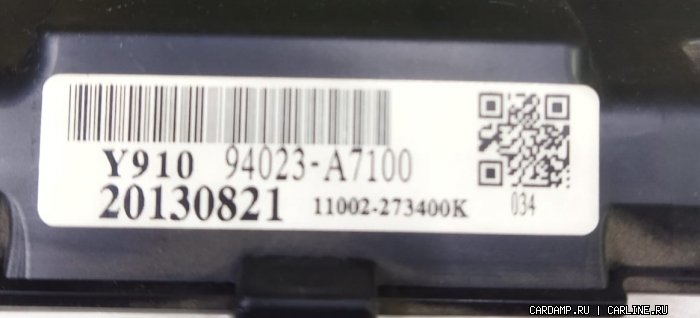 Y910 94023-A7100
20130821 11002-273400K
034
CARDAMP.RU | CARLINE.RU